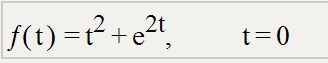 f(t) = t² + e²ᵗ, t = 0